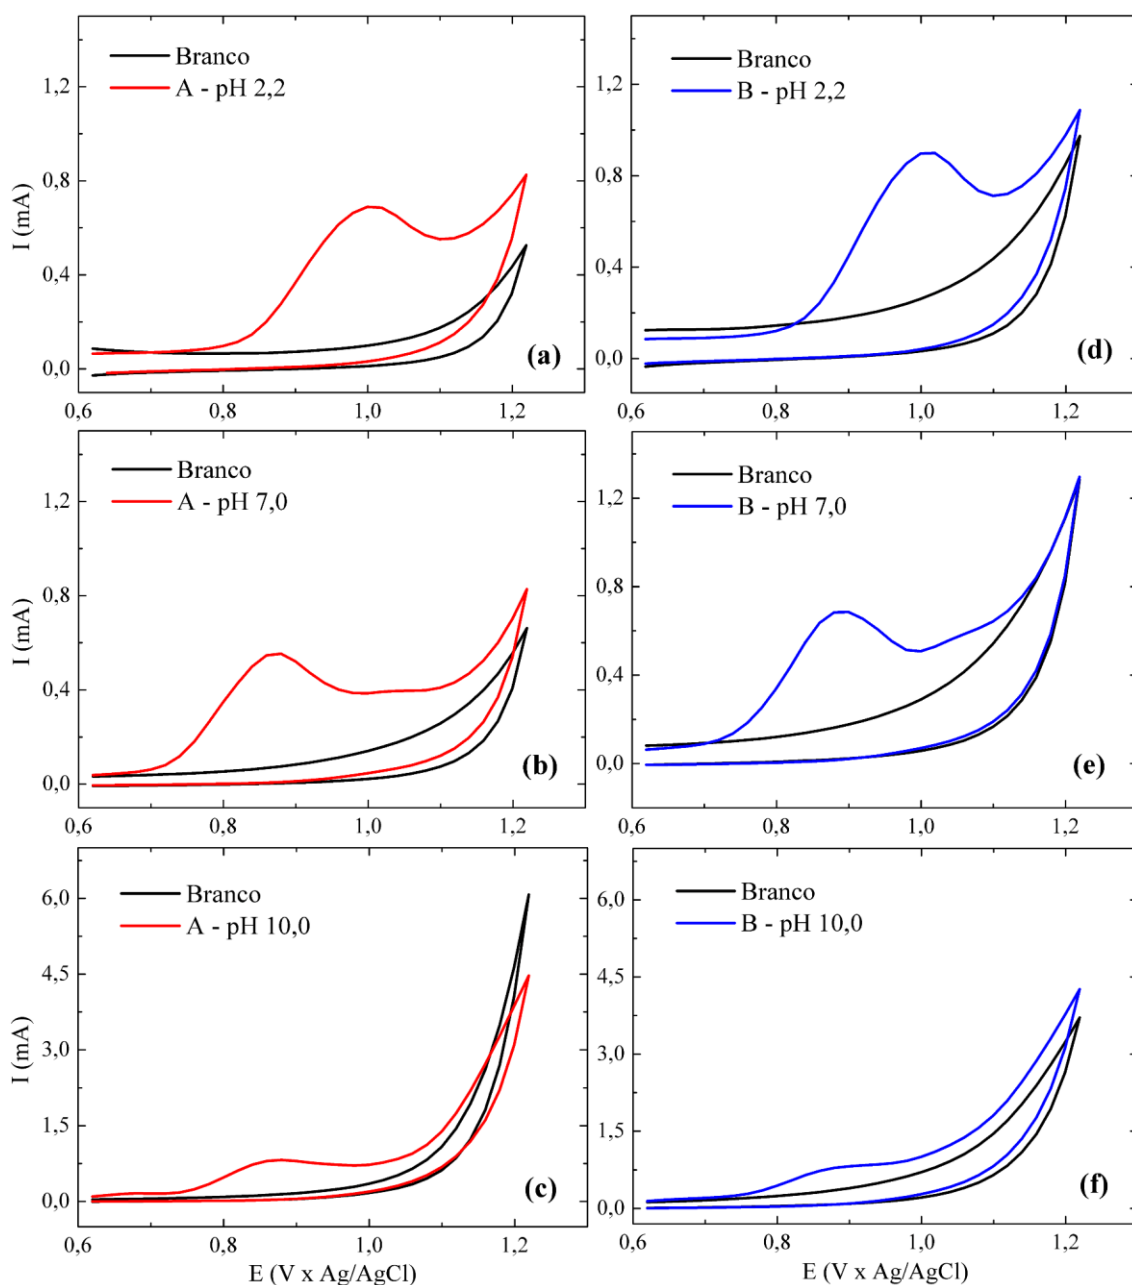 Branco
A - pH 2,2
I (mA)
1,2
0,8
0,4
0,0
(a)
0,6
0,8
1,0
1,2
Branco
B - pH 2,2
1,2
0,8
0,4
0,0
(d)
0,6
0,8
1,0
1,2
Branco
A - pH 7,0
I (mA)
1,2
0,8
0,4
0,0
(b)
0,6
0,8
1,0
1,2
Branco
B - pH 7,0
1,2
0,8
0,4
0,0
(e)
0,6
0,8
1,0
1,2
Branco
A - pH 10,0
I (mA)
6,0
4,5
3,0
1,5
0,0
(c)
0,6
0,8
1,0
1,2
E (V x Ag/AgCl)
Branco
B - pH 10,0
6,0
4,5
3,0
1,5
0,0
(f)
0,6
0,8
1,0
1,2
E (V x Ag/AgCl)